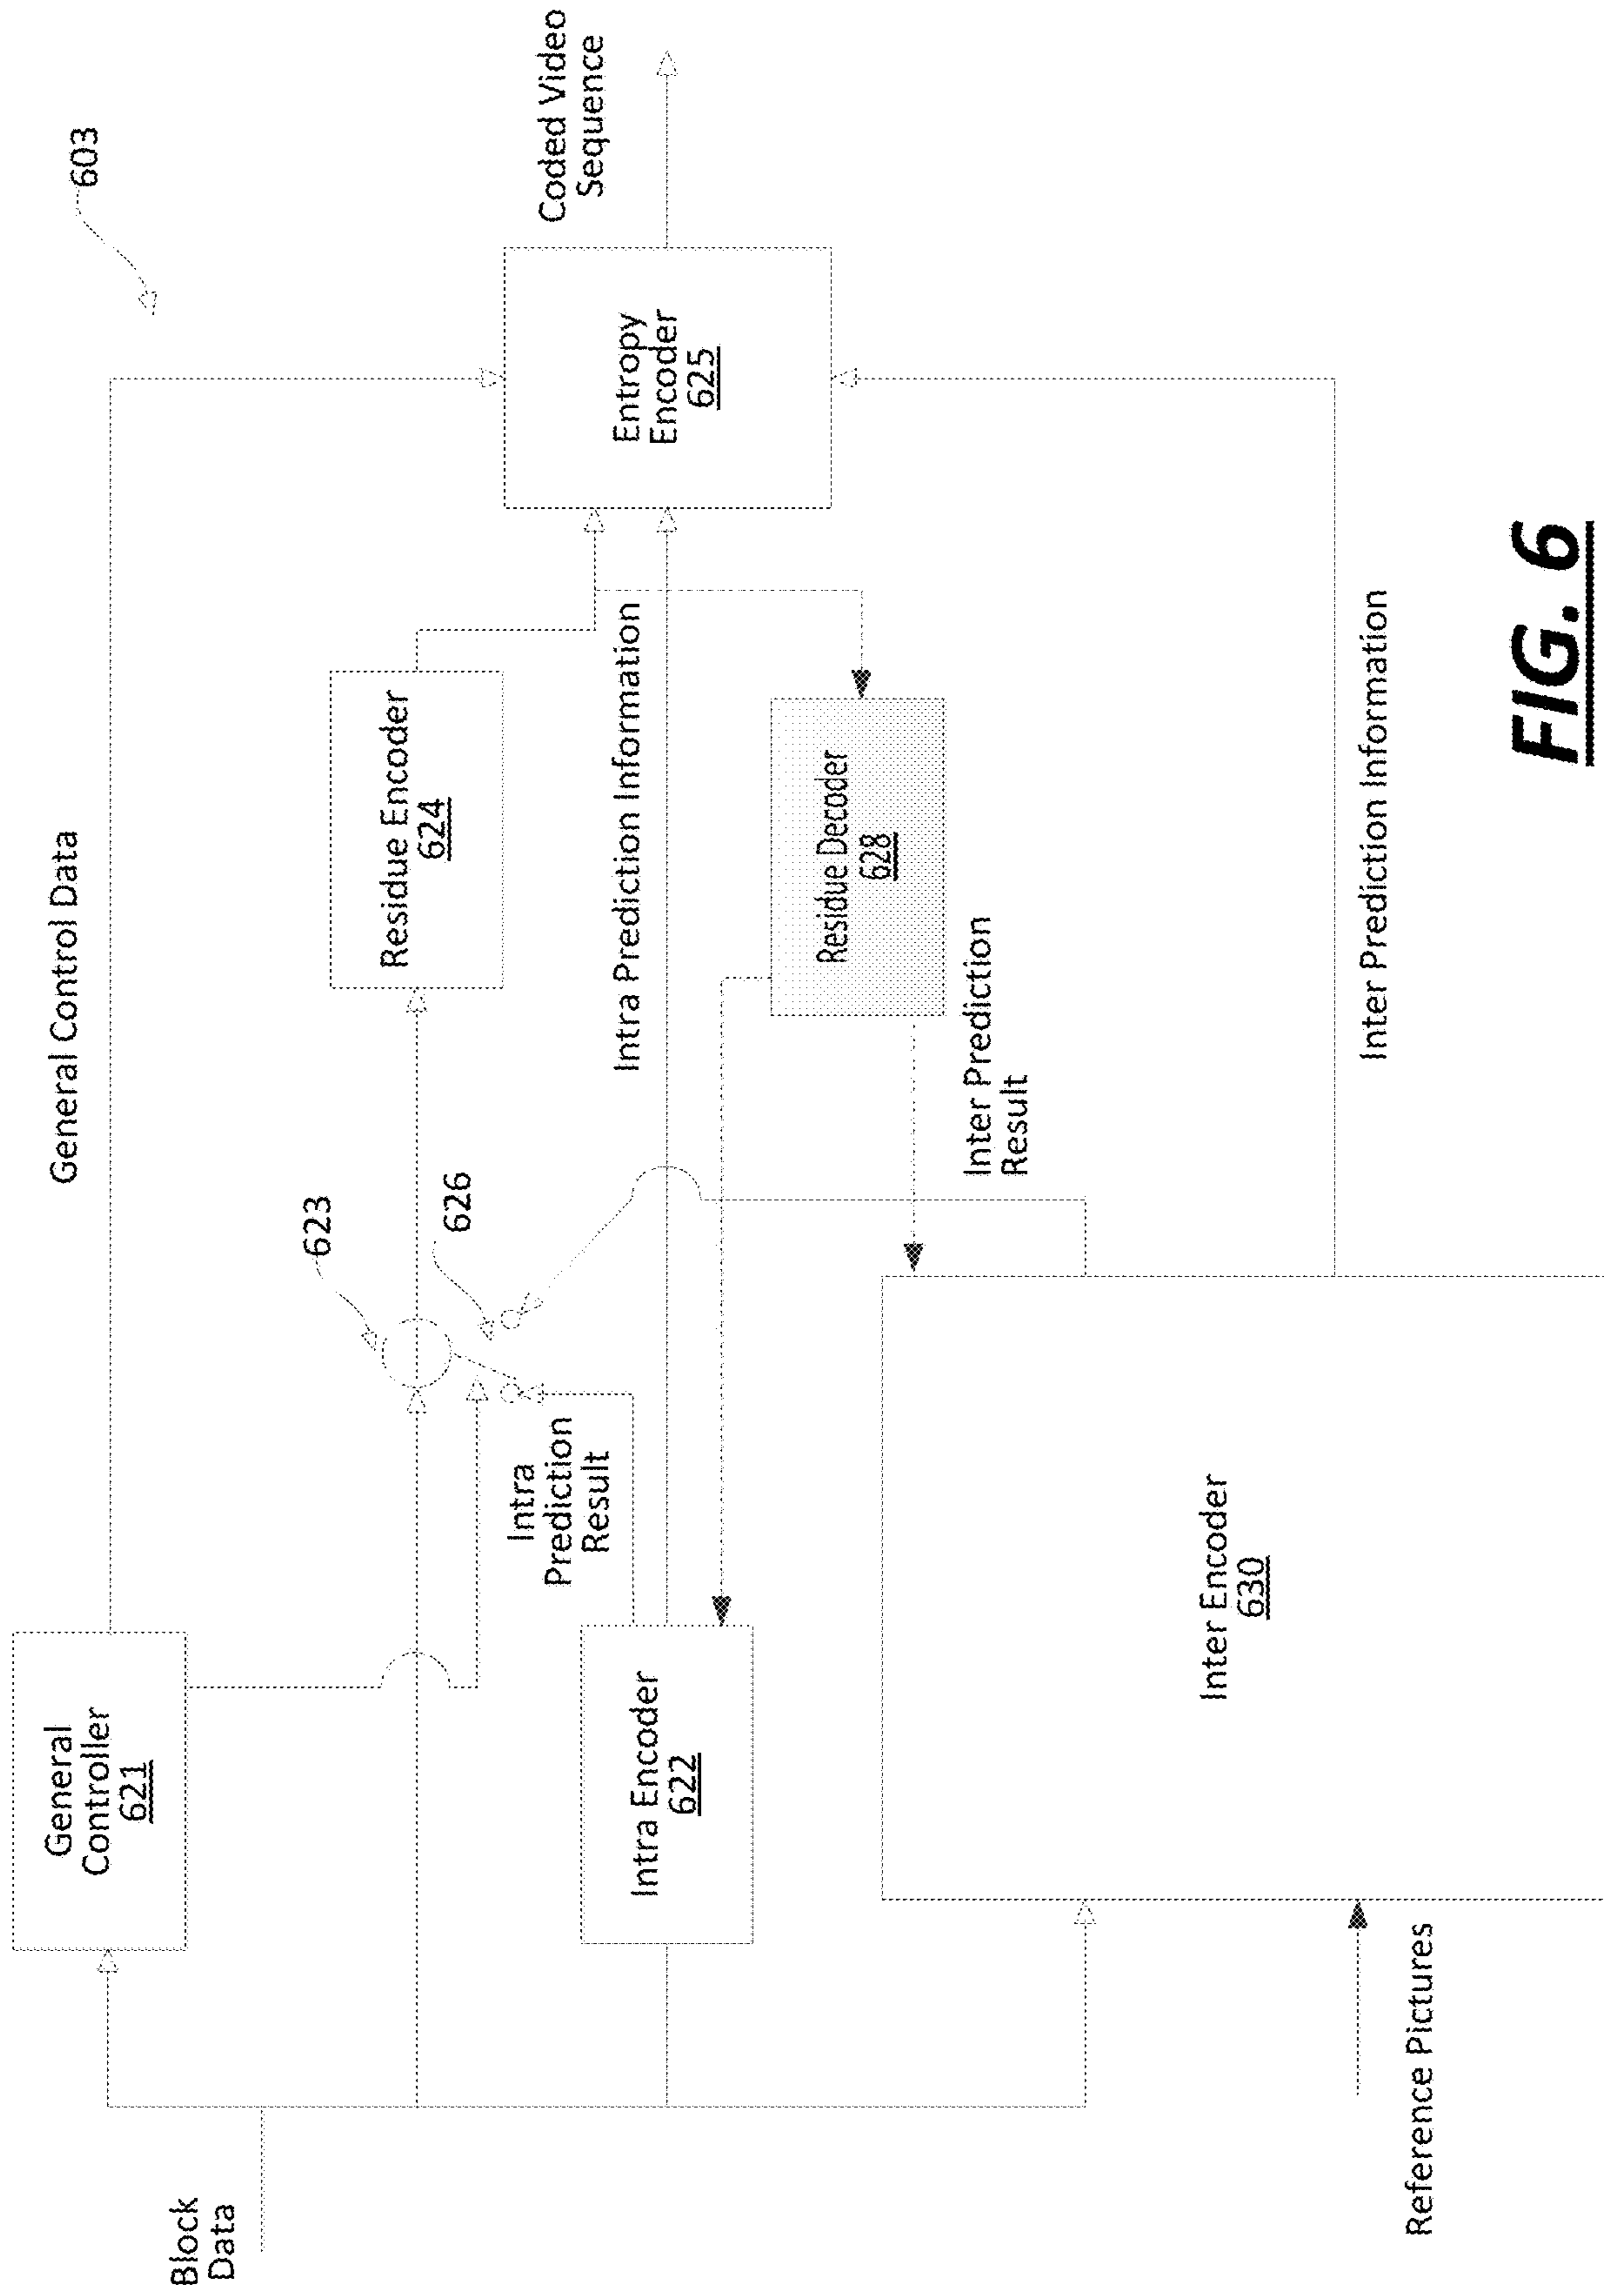 603
General Control Data
Coded Video
Sequence
General
Controller
621
Residue Encoder
624
Entropy
Encoder
625
623
626
Block
Data
Intra
Prediction
Result
Intra Prediction Information
Intra Encoder
622
Residue Decoder
628
Inter Prediction
Result
Inter Encoder
630
Reference Pictures
Inter Prediction Information
FIG. 6